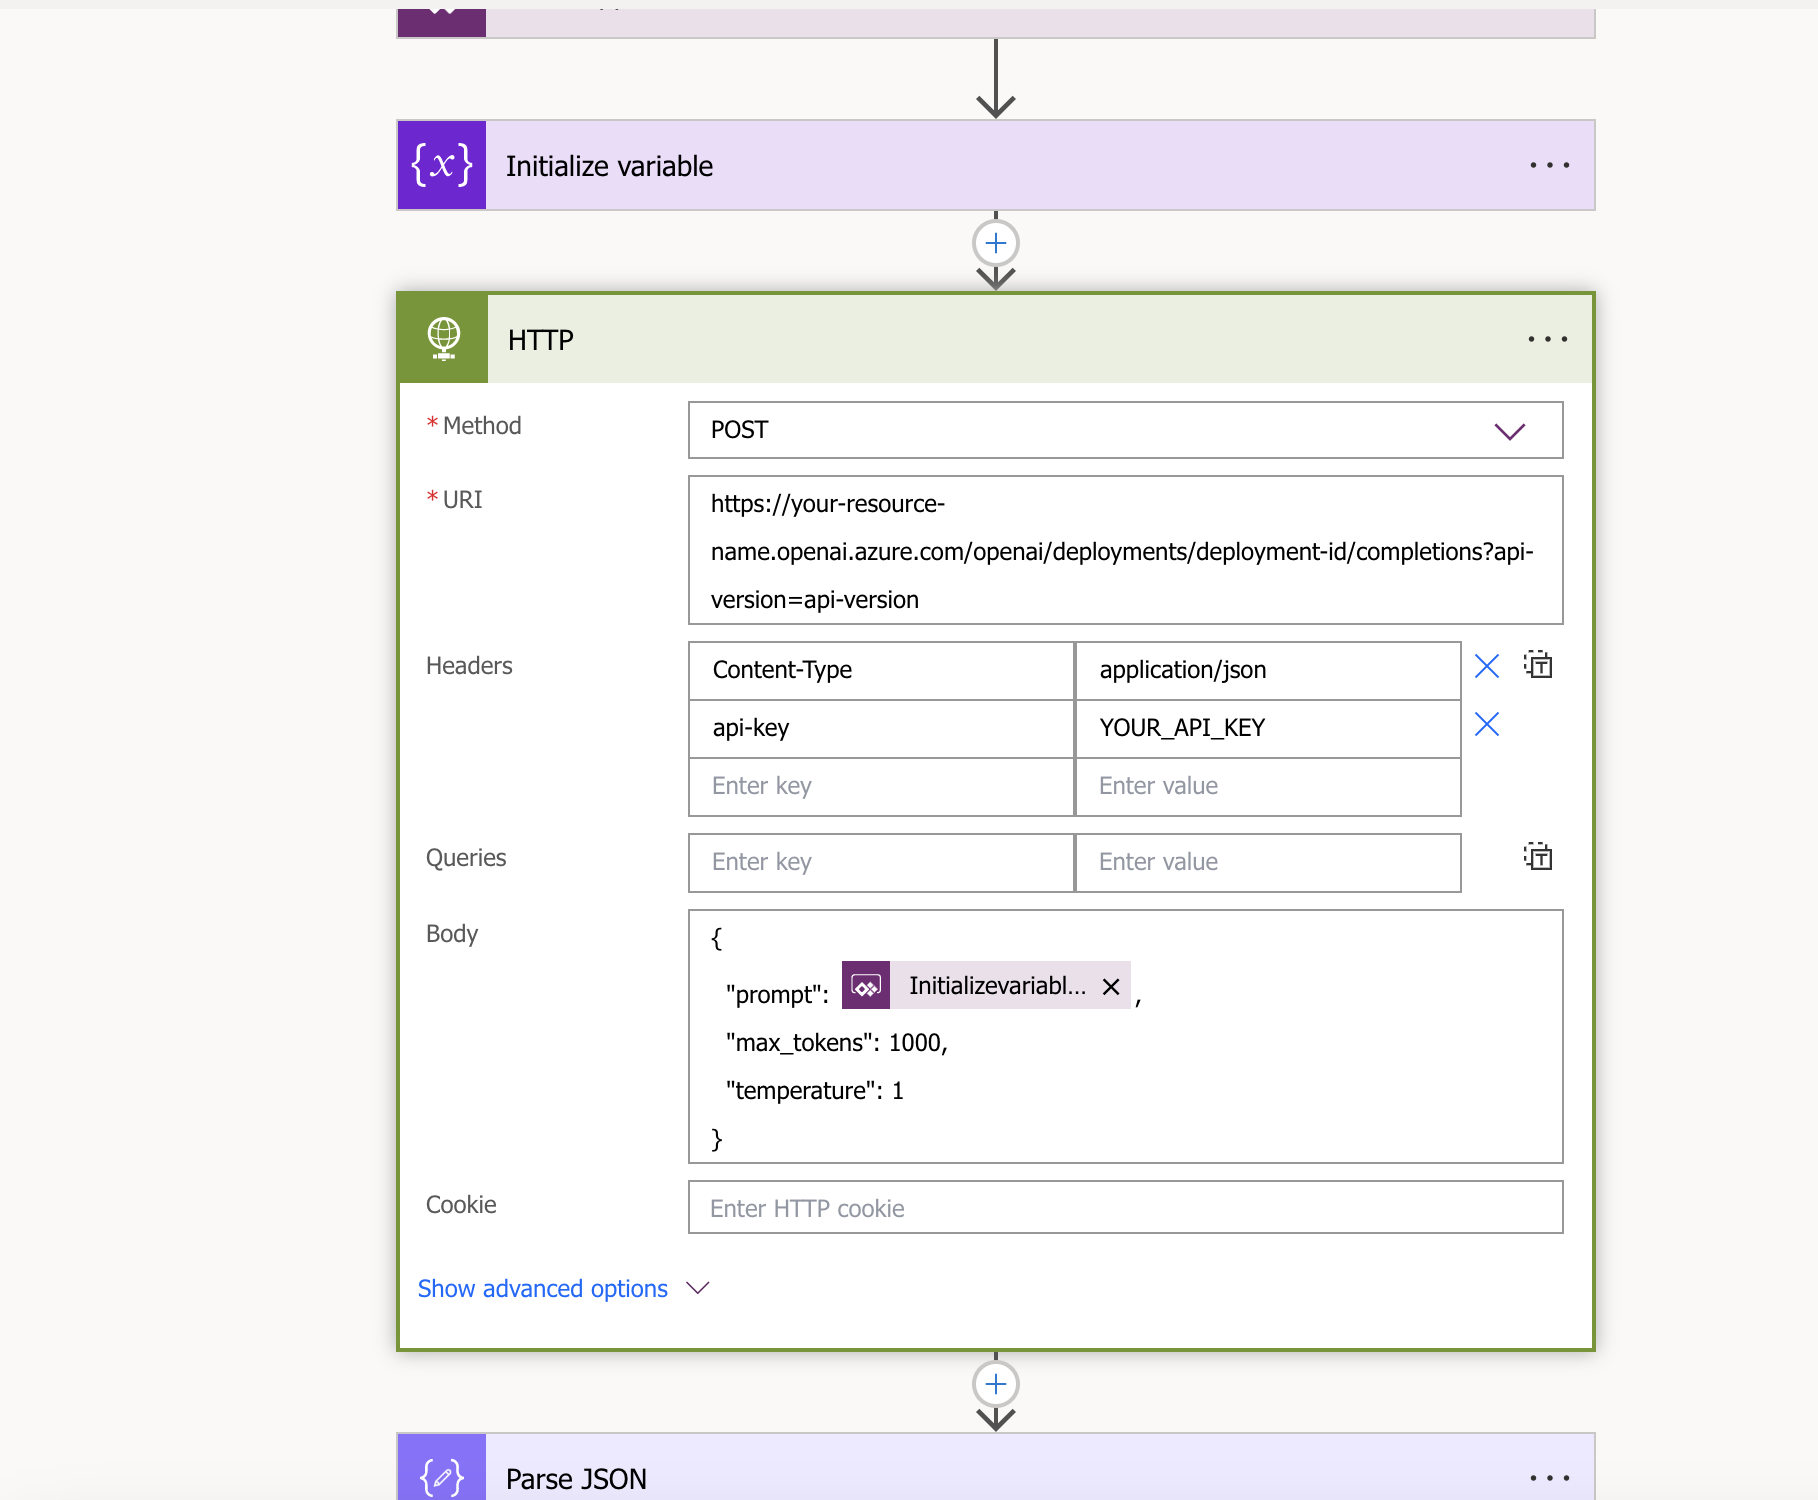 {x} Initialize variable
HTTP
* Method
POST
* URI
https://your-resource-
name.openai.azure.com/openai/deployments/deployment-id/completions?api-
version=api-version
Headers
Content-Type application/json
api-key YOUR_API_KEY
Enter key Enter value
Queries
Enter key Enter value
Body
{
"prompt": Initializevariabl... ,
"max_tokens": 1000,
"temperature": 1
}
Cookie
Enter HTTP cookie
Show advanced options
Parse JSON